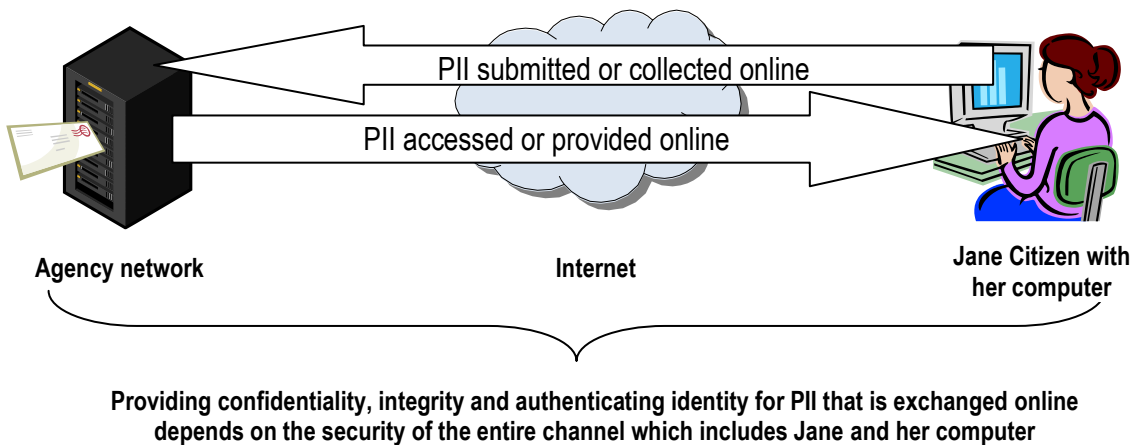 PII submitted or collected online
PII accessed or provided online
Agency network
Internet
Jane Citizen with
her computer
Providing confidentiality, integrity and authenticating identity for PII that is exchanged online
depends on the security of the entire channel which includes Jane and her computer